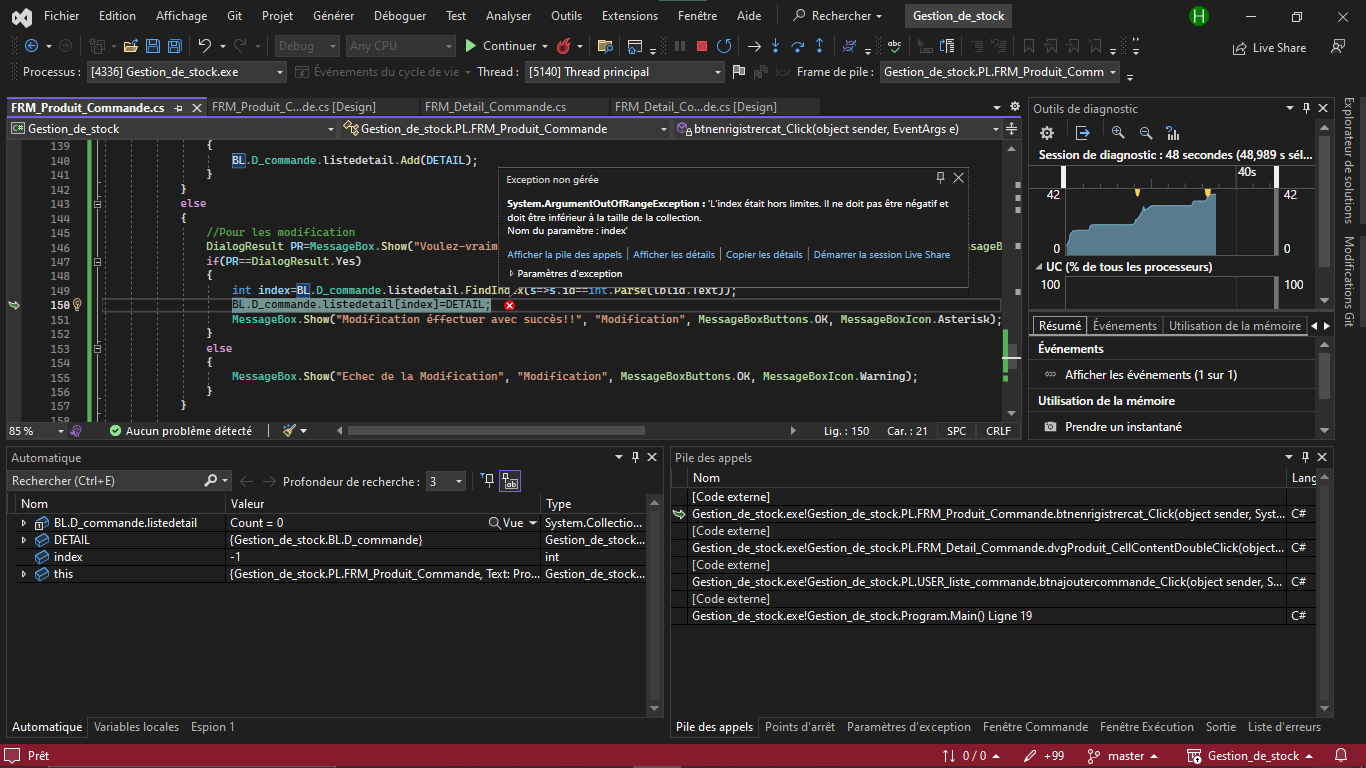 Fichier Edition Affichage Git Projet Générer Déboguer Test Analyser Outils Extensions Fenêtre Aide Rechercher Gestion_de_stock H
Debug Any CPU Continuer Live Share
Processus : [4336] Gestion_de_stock.exe Événements du cycle de vie Thread : [5140] Thread principal Frame de pile : Gestion_de_stock.PL.FRM_Produit_Comm
FRM_Produit_Commande.cs FRM_Produit_C...de.cs [Design] FRM_Detail_Commande.cs FRM_Detail_Co...de.cs [Design]
Gestion_de_stock Gestion_de_stock.PL.FRM_Produit_Commande btnenrigistrercat_Click(object sender, EventArgs e)
139 {
140 BL.D_commande.listedetail.Add(DETAIL);
141 }
142 }
143 else
144 {
145 //Pour les modification
146 DialogResult PR=MessageBox.Show("Voulez-vraim
147 if(PR==DialogResult.Yes)
148 {
149 int index=BL.D_commande.listedetail.FindIndex(s=>s.id==int.Parse(lblid.Text));
150 BL.D_commande.listedetail[index]=DETAIL;
151 MessageBox.Show("Modification éffectuer avec succès!!", "Modification", MessageBoxButtons.OK, MessageBoxIcon.Asterisk);
152 }
153 else
154 {
155 MessageBox.Show("Echec de la Modification", "Modification", MessageBoxButtons.OK, MessageBoxIcon.Warning);
156 }
157 }
158
Exception non gérée
System.ArgumentOutOfRangeException : 'L'index était hors limites. Il ne doit pas être négatif et
doit être inférieur à la taille de la collection.
Nom du paramètre : index'
Afficher la pile des appels | Afficher les détails | Copier les détails | Démarrer la session Live Share
Paramètres d'exception
85 % Aucun problème détecté Lig. : 150 Car. : 21 SPC CRLF
Outils de diagnostic
Session de diagnostic : 48 secondes (48,989 s sél...
40s
42 42
0 0
UC (% de tous les processeurs)
100 100
Résumé Événements Utilisation de la mémoire
Événements
Afficher les événements (1 sur 1)
Utilisation de la mémoire
Prendre un instantané
Explorateur de solutions
Modifications Git
Automatique
Rechercher (Ctrl+E) Profondeur de recherche : 3
Nom Valeur Type
BL.D_commande.listedetail Count = 0 Vue System.Collectio...
DETAIL {Gestion_de_stock.BL.D_commande} Gestion_de_stock...
index -1 int
this {Gestion_de_stock.PL.FRM_Produit_Commande, Text: Pro... Gestion_de_stock...
Automatique Variables locales Espion 1
Pile des appels
Nom Lang
[Code externe]
Gestion_de_stock.exe!Gestion_de_stock.PL.FRM_Produit_Commande.btnenrigistrercat_Click(object sender, Syst... C#
[Code externe]
Gestion_de_stock.exe!Gestion_de_stock.PL.FRM_Detail_Commande.dvgProduct_CellContentDoubleClick(object... C#
[Code externe]
Gestion_de_stock.exe!Gestion_de_stock.PL.USER_liste_commande.btnajoutercommande_Click(object sender, S... C#
[Code externe]
Gestion_de_stock.exe!Gestion_de_stock.Program.Main() Ligne 19 C#
Pile des appels Points d'arrêt Paramètres d'exception Fenêtre Commande Fenêtre Exécution Sortie Liste d'erreurs
Prêt 0 / 0 +99 master Gestion_de_stock